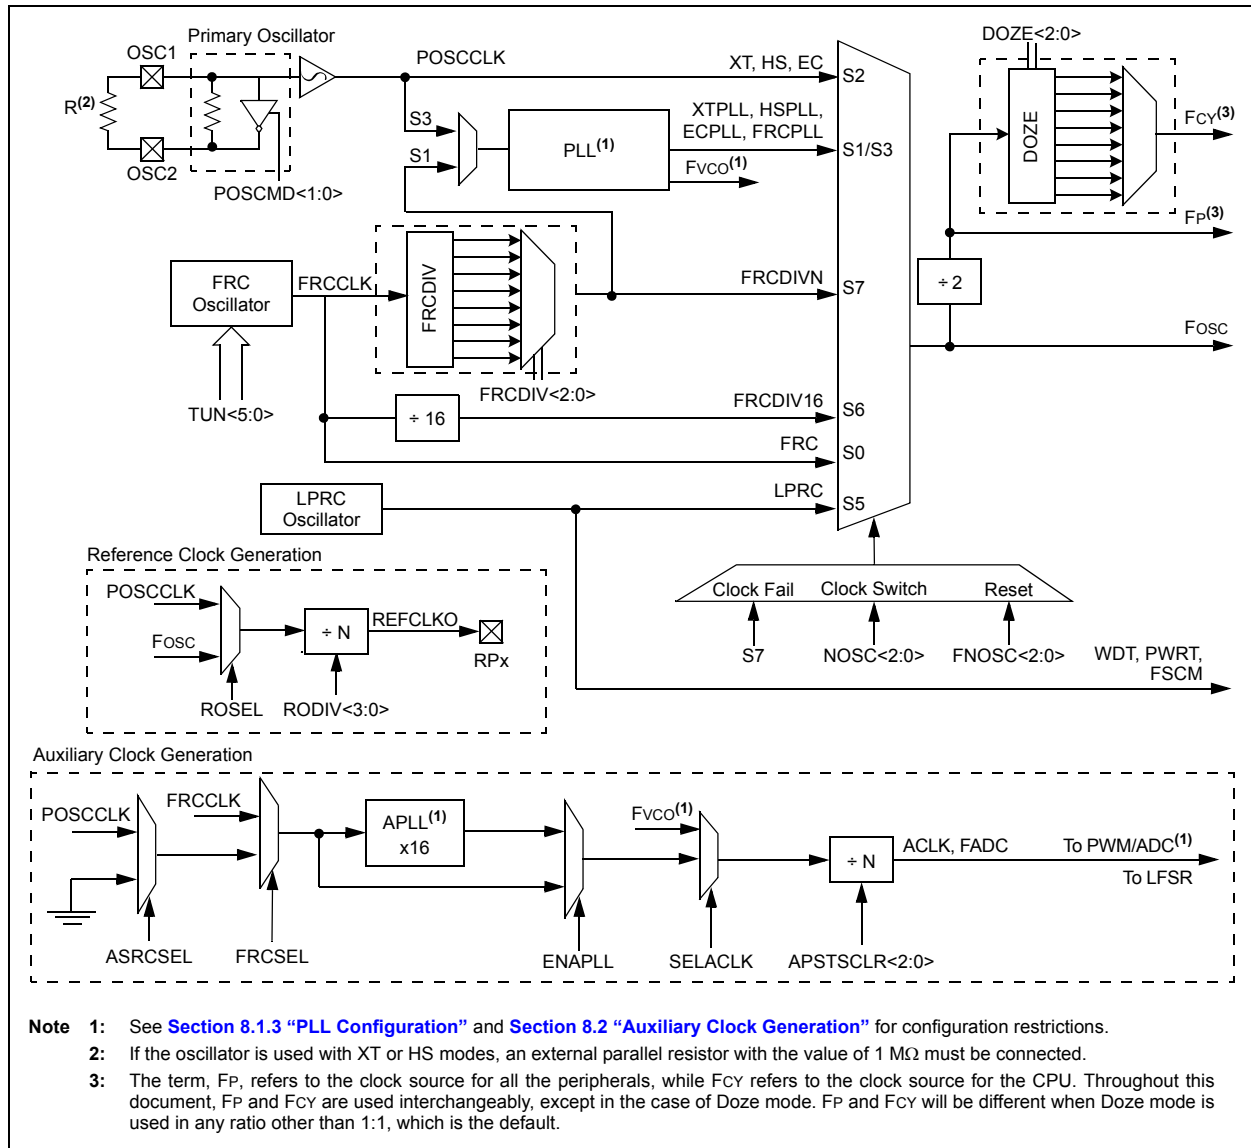 Primary Oscillator
DOZE<2:0>
OSC1
POSCCLK
XT, HS, EC
S2
R(2)
S3
XTPLL, HSPLL,
ECPLL, FRCPLL
PLL(1)
S1/S3
DOZE
FCY(3)
S1
OSC2
FVCO(1)
POSCMD<1:0>
FP(3)
FRC
Oscillator
FRCCLK
FRCDIV
FRCDIVN
S7
÷ 2
FOSC
FRCDIV<2:0>
TUN<5:0>
FRCDIV16
S6
÷ 16
FRC
S0
LPRC
Oscillator
LPRC
S5
Reference Clock Generation
POSCCLK
Clock Fail
Clock Switch
Reset
÷ N
REFCLKO
FOSC
RPx
S7
NOSC<2:0>
FNOSC<2:0>
WDT, PWRT,
FSCM
ROSEL
RODIV<3:0>
Auxiliary Clock Generation
POSCCLK
FRCCLK
APLL(1)
x16
FVCO(1)
÷ N
ACLK, FADC
To PWM/ADC(1)
To LFSR
ASRCSEL
FRCSEL
ENAPLL
SELACLK
APSTSCLR<2:0>
Note 1: See Section 8.1.3 “PLL Configuration” and Section 8.2 “Auxiliary Clock Generation” for configuration restrictions.
2: If the oscillator is used with XT or HS modes, an external parallel resistor with the value of 1 MΩ must be connected.
3: The term, FP, refers to the clock source for all the peripherals, while FCY refers to the clock source for the CPU. Throughout this
document, FP and FCY are used interchangeably, except in the case of Doze mode. FP and FCY will be different when Doze mode is
used in any ratio other than 1:1, which is the default.